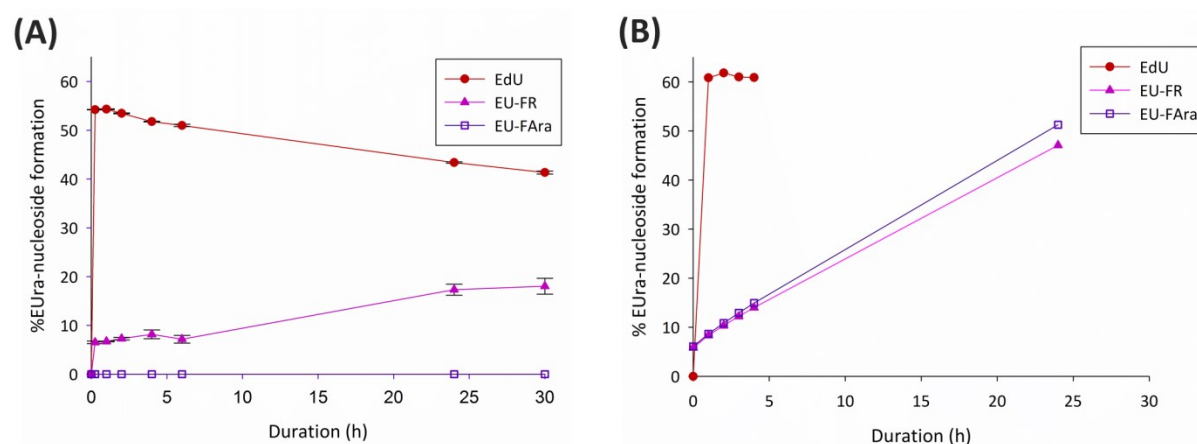 (A)
%EUra-nucleoside formation
60
50
40
30
20
10
0
0 5 10 15 20 25 30
Duration (h)
EdU
EU-FR
EU-FAra
(B)
% EUra-nucleoside formation
60
50
40
30
20
10
0
0 5 10 15 20 25 30
Duration (h)
EdU
EU-FR
EU-FAra